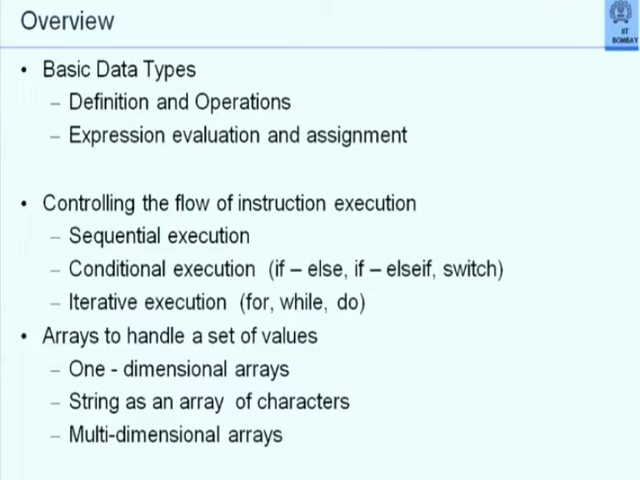 Overview
IIT
BOMBAY
• Basic Data Types
– Definition and Operations
– Expression evaluation and assignment
• Controlling the flow of instruction execution
– Sequential execution
– Conditional execution (if – else, if – elseif, switch)
– Iterative execution (for, while, do)
• Arrays to handle a set of values
– One - dimensional arrays
– String as an array of characters
– Multi-dimensional arrays